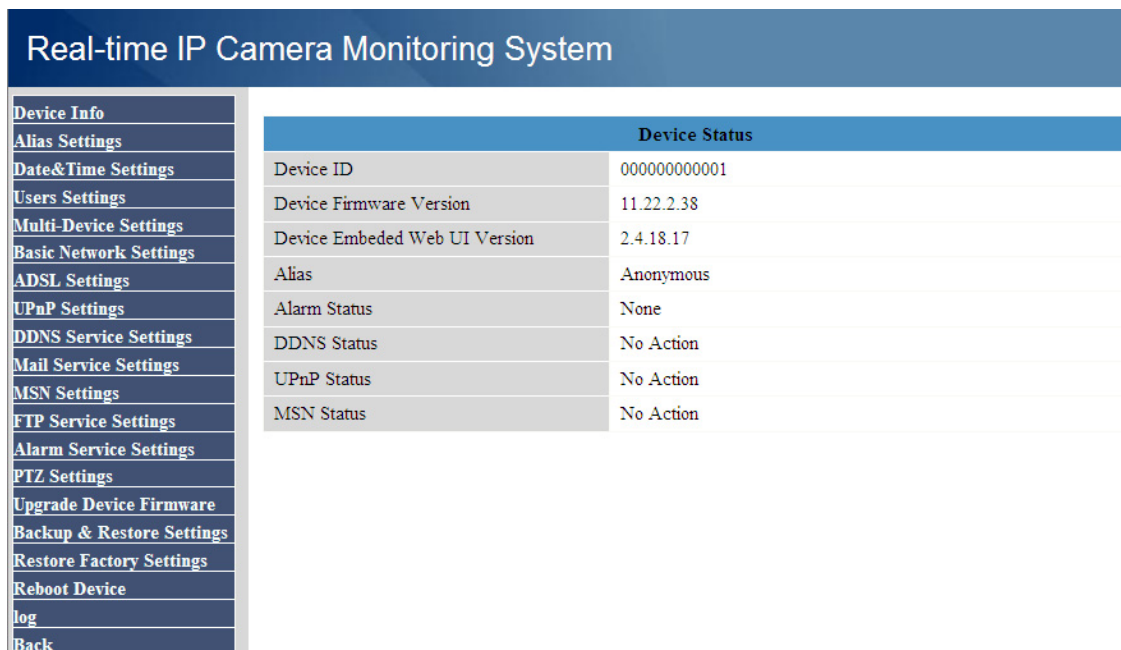 Real-time IP Camera Monitoring System
Device Info
Alias Settings
Date&Time Settings
Users Settings
Multi-Device Settings
Basic Network Settings
ADSL Settings
UPnP Settings
DDNS Service Settings
Mail Service Settings
MSN Settings
FTP Service Settings
Alarm Service Settings
PTZ Settings
Upgrade Device Firmware
Backup & Restore Settings
Restore Factory Settings
Reboot Device
log
Back
Device Status
Device ID 000000000001
Device Firmware Version 11.22.2.38
Device Embeded Web UI Version 2.4.18.17
Alias Anonymous
Alarm Status None
DDNS Status No Action
UPnP Status No Action
MSN Status No Action